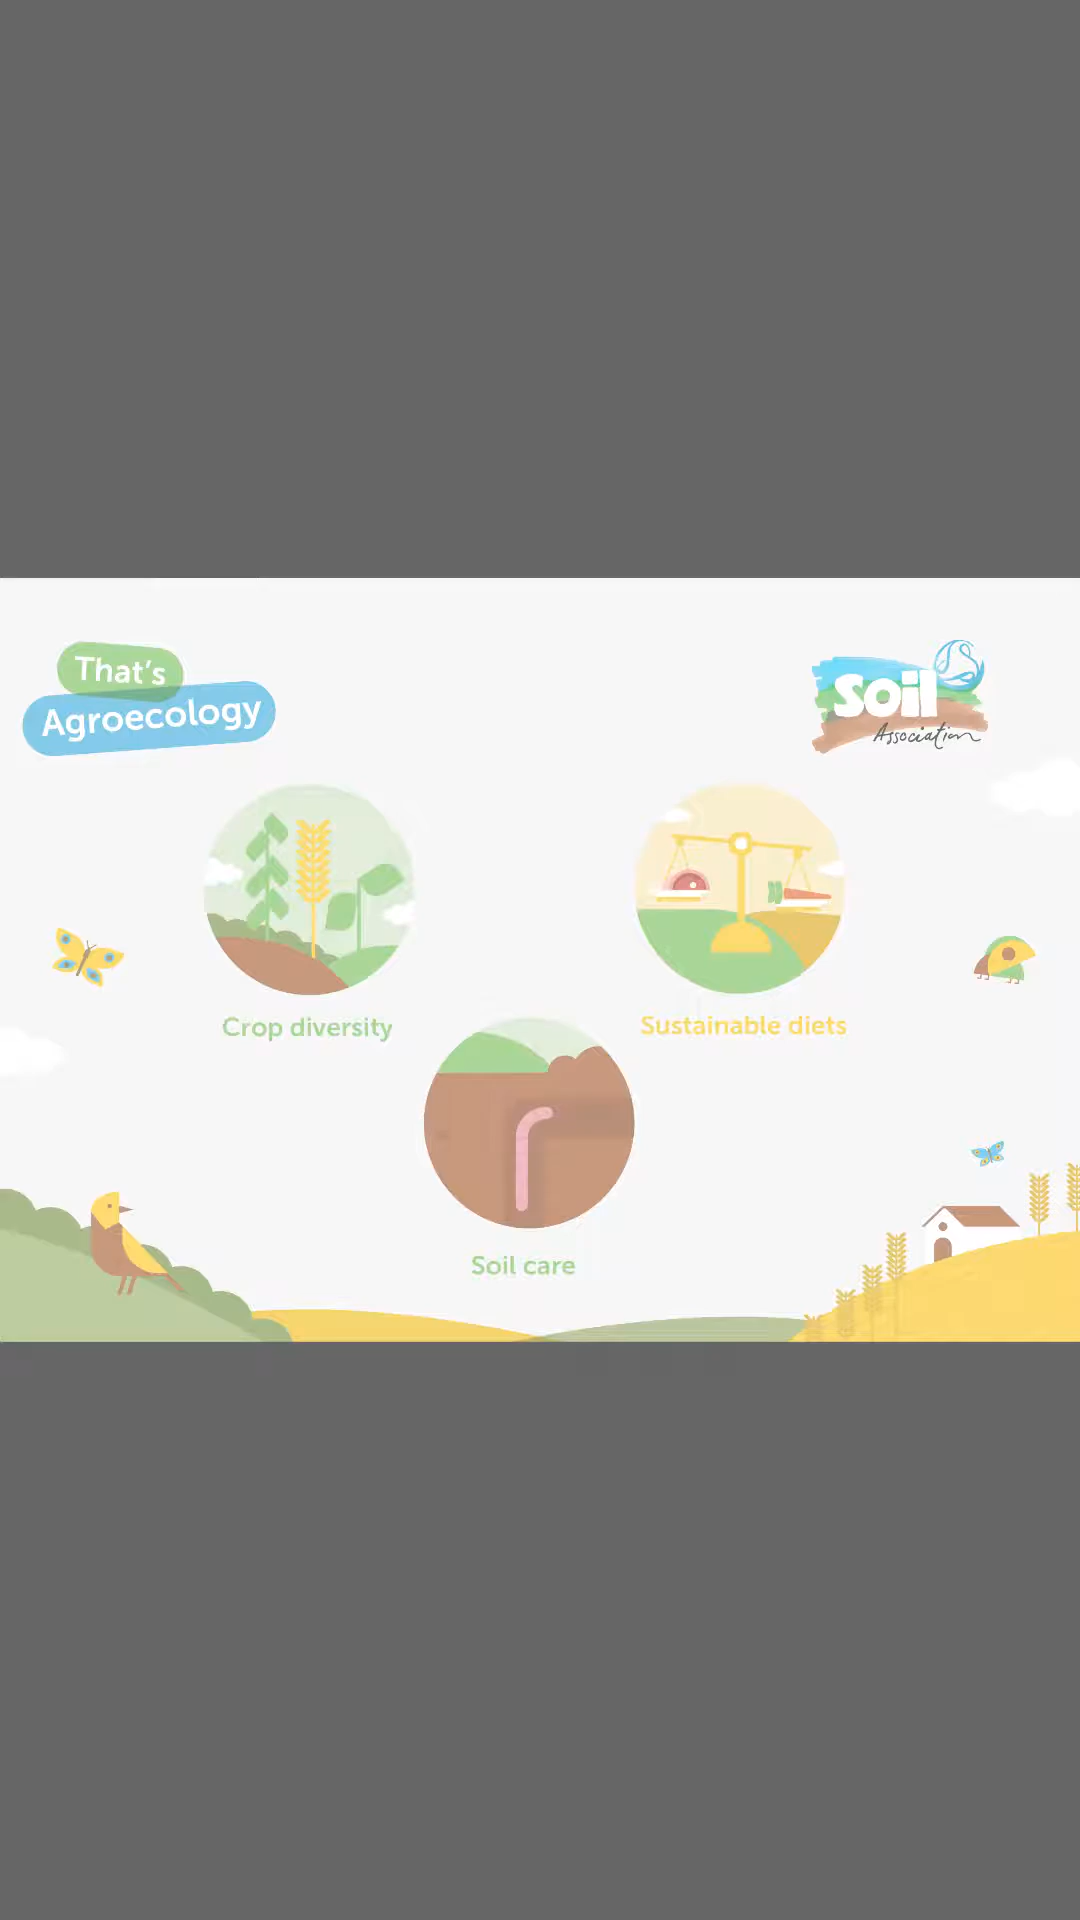 That's
Agroecology
soil
Association
Crop diversity
Sustainable diets
Soil care